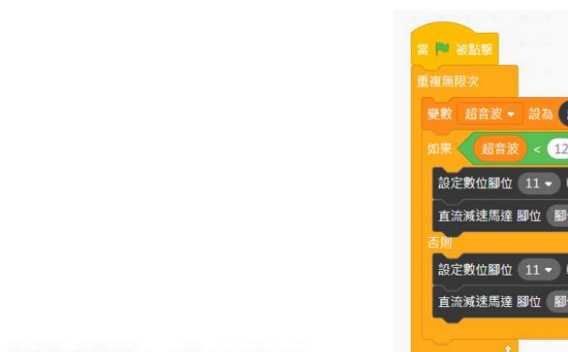 當 被點擊
重複無限次
變數 超音波 設為
如果 超音波 < 12
設定數位腳位 11
直流減速馬達 腳位
否則
設定數位腳位 11
直流減速馬達 腳位